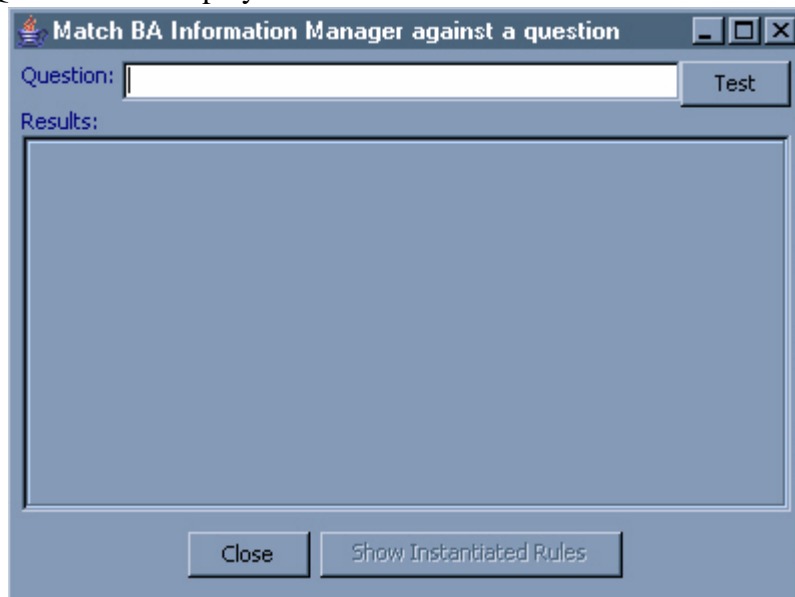 Match BA Information Manager against a question
Question: Test
Results:
Close Show Instantiated Rules